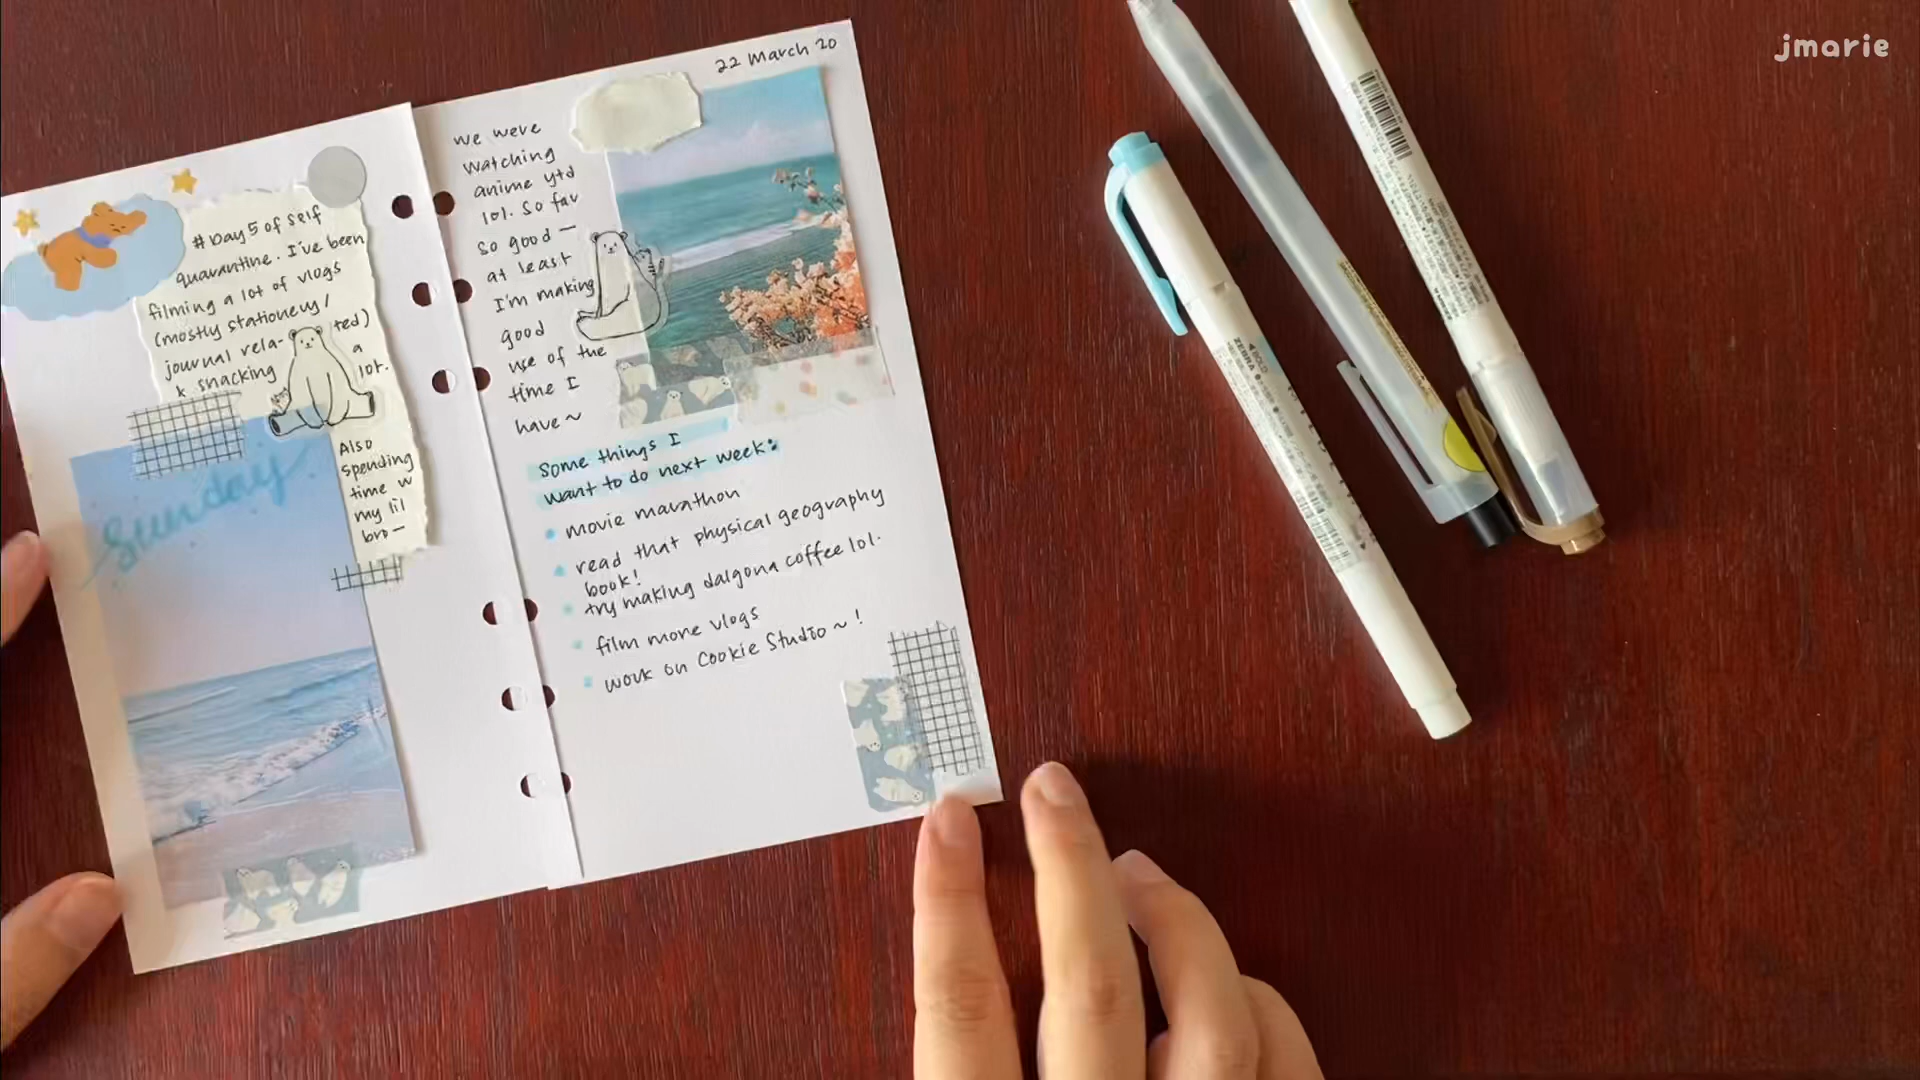 jmarie
22 March 20
#Day 5 of self
quarantine. I've been
filming a lot of vlogs
(mostly stationery/
journal rela- ted)
& snacking a
lot.
Also
spending
time w
my lil
bro—
Sunday
we were
watching
anime ytd
lol. So far
so good —
at least
I'm making
good
use of the
time I
have ~
Some things I
want to do next week:
• movie marathon
• read that physical geography
book!
• try making dalgona coffee lol.
• film more vlogs
• work on Cookie Studio ~ !
ZEBRA